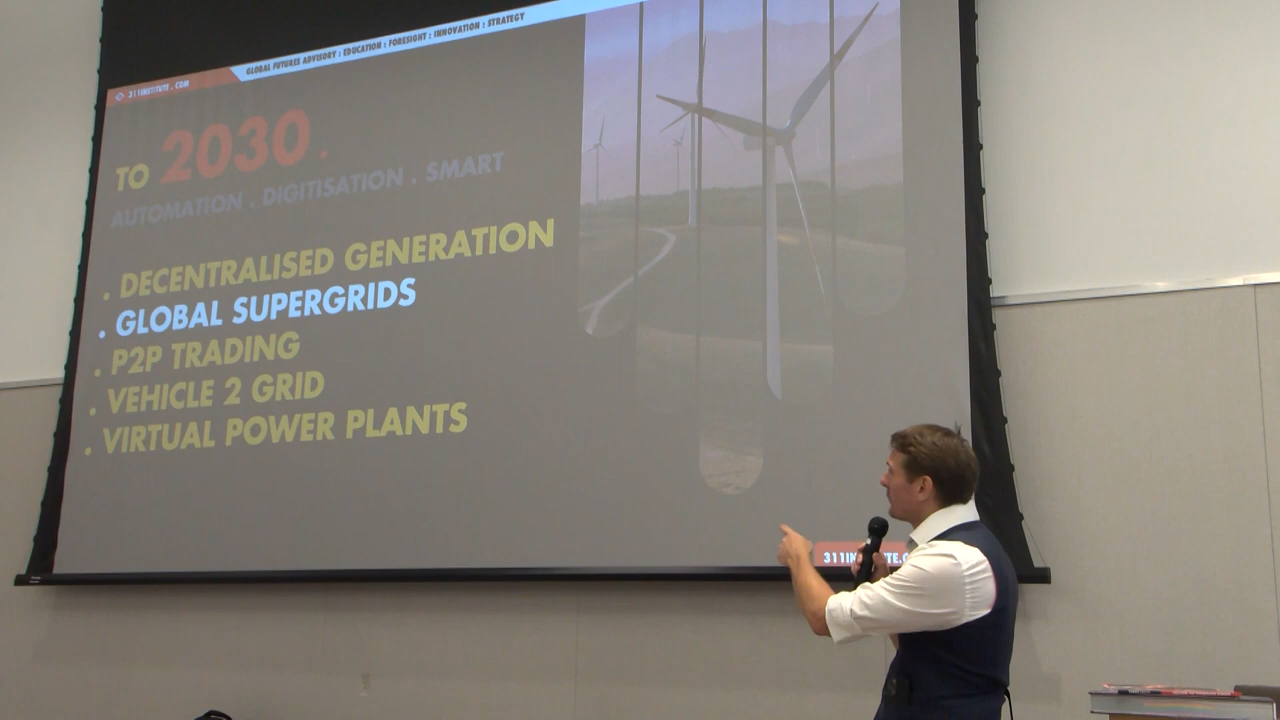 311INSTITUTE . COM
GLOBAL FUTURES ADVISORY : EDUCATION : FORESIGHT : INNOVATION : STRATEGY
TO 2030 .
AUTOMATION . DIGITISATION . SMART
. DECENTRALISED GENERATION
. GLOBAL SUPERGRIDS
. P2P TRADING
. VEHICLE 2 GRID
. VIRTUAL POWER PLANTS